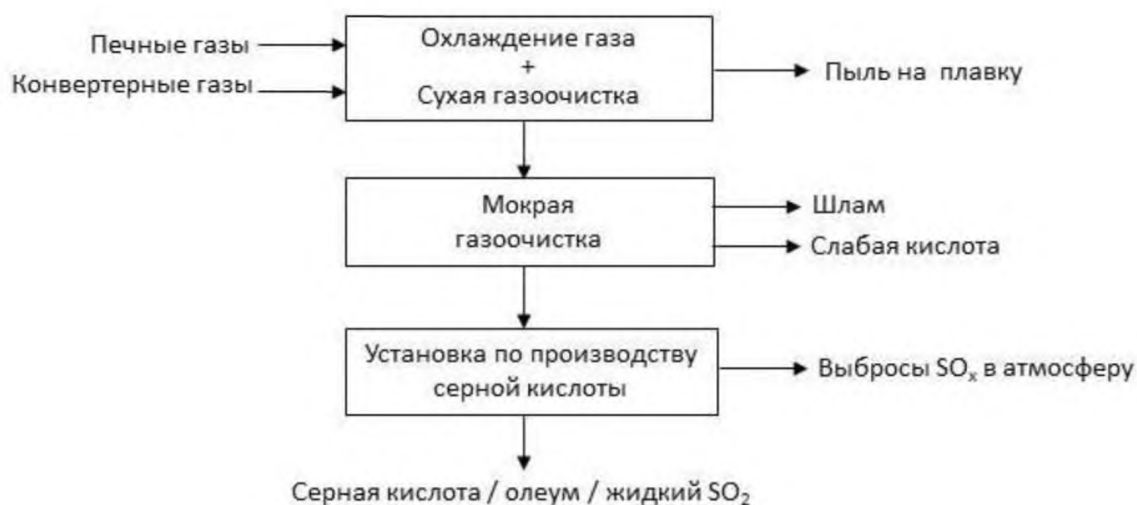 Печные газы
Конвертерные газы
Охлаждение газа
+
Сухая газоочистка
Пыль на плавку
Мокрая
газоочистка
Шлам
Слабая кислота
Установка по производству
серной кислоты
Выбросы SOₓ в атмосферу
Серная кислота / олеум / жидкий SO₂